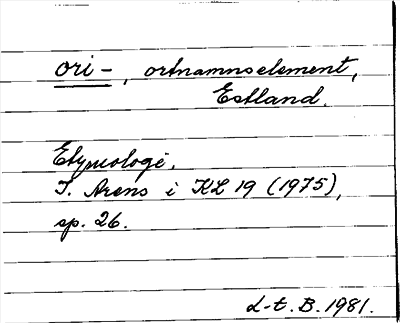 ori-, ortnamnselement,
Estland.
Etymologi.
I. Arens i KL 19 (1975),
sp. 26.
L-t. B. 1981.